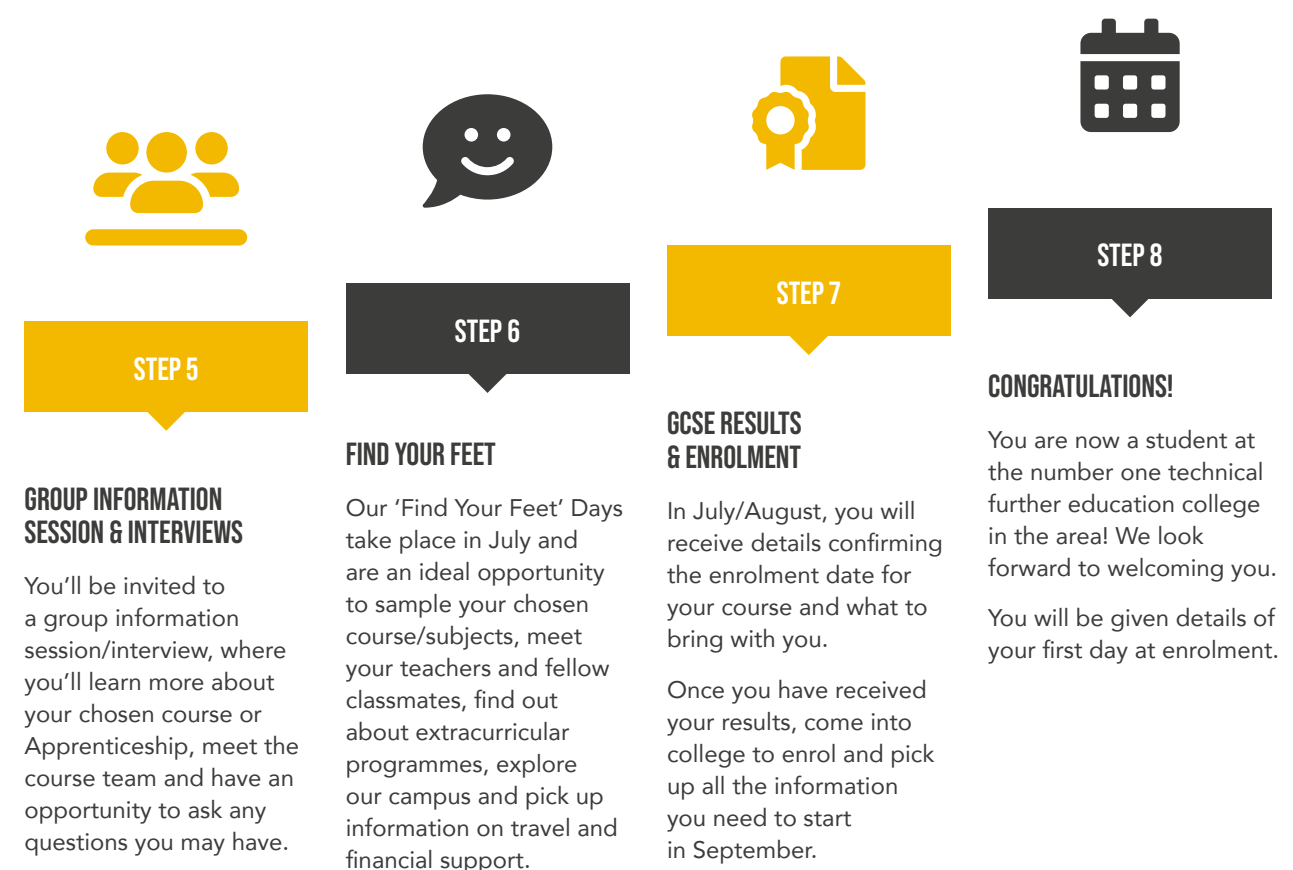 STEP 5
GROUP INFORMATION
SESSION & INTERVIEWS
You’ll be invited to
a group information
session/interview, where
you’ll learn more about
your chosen course or
Apprenticeship, meet the
course team and have an
opportunity to ask any
questions you may have.
STEP 6
FIND YOUR FEET
Our ‘Find Your Feet’ Days
take place in July and
are an ideal opportunity
to sample your chosen
course/subjects, meet
your teachers and fellow
classmates, find out
about extracurricular
programmes, explore
our campus and pick up
information on travel and
financial support.
STEP 7
GCSE RESULTS
& ENROLMENT
In July/August, you will
receive details confirming
the enrolment date for
your course and what to
bring with you.
Once you have received
your results, come into
college to enrol and pick
up all the information
you need to start
in September.
STEP 8
CONGRATULATIONS!
You are now a student at
the number one technical
further education college
in the area! We look
forward to welcoming you.
You will be given details of
your first day at enrolment.